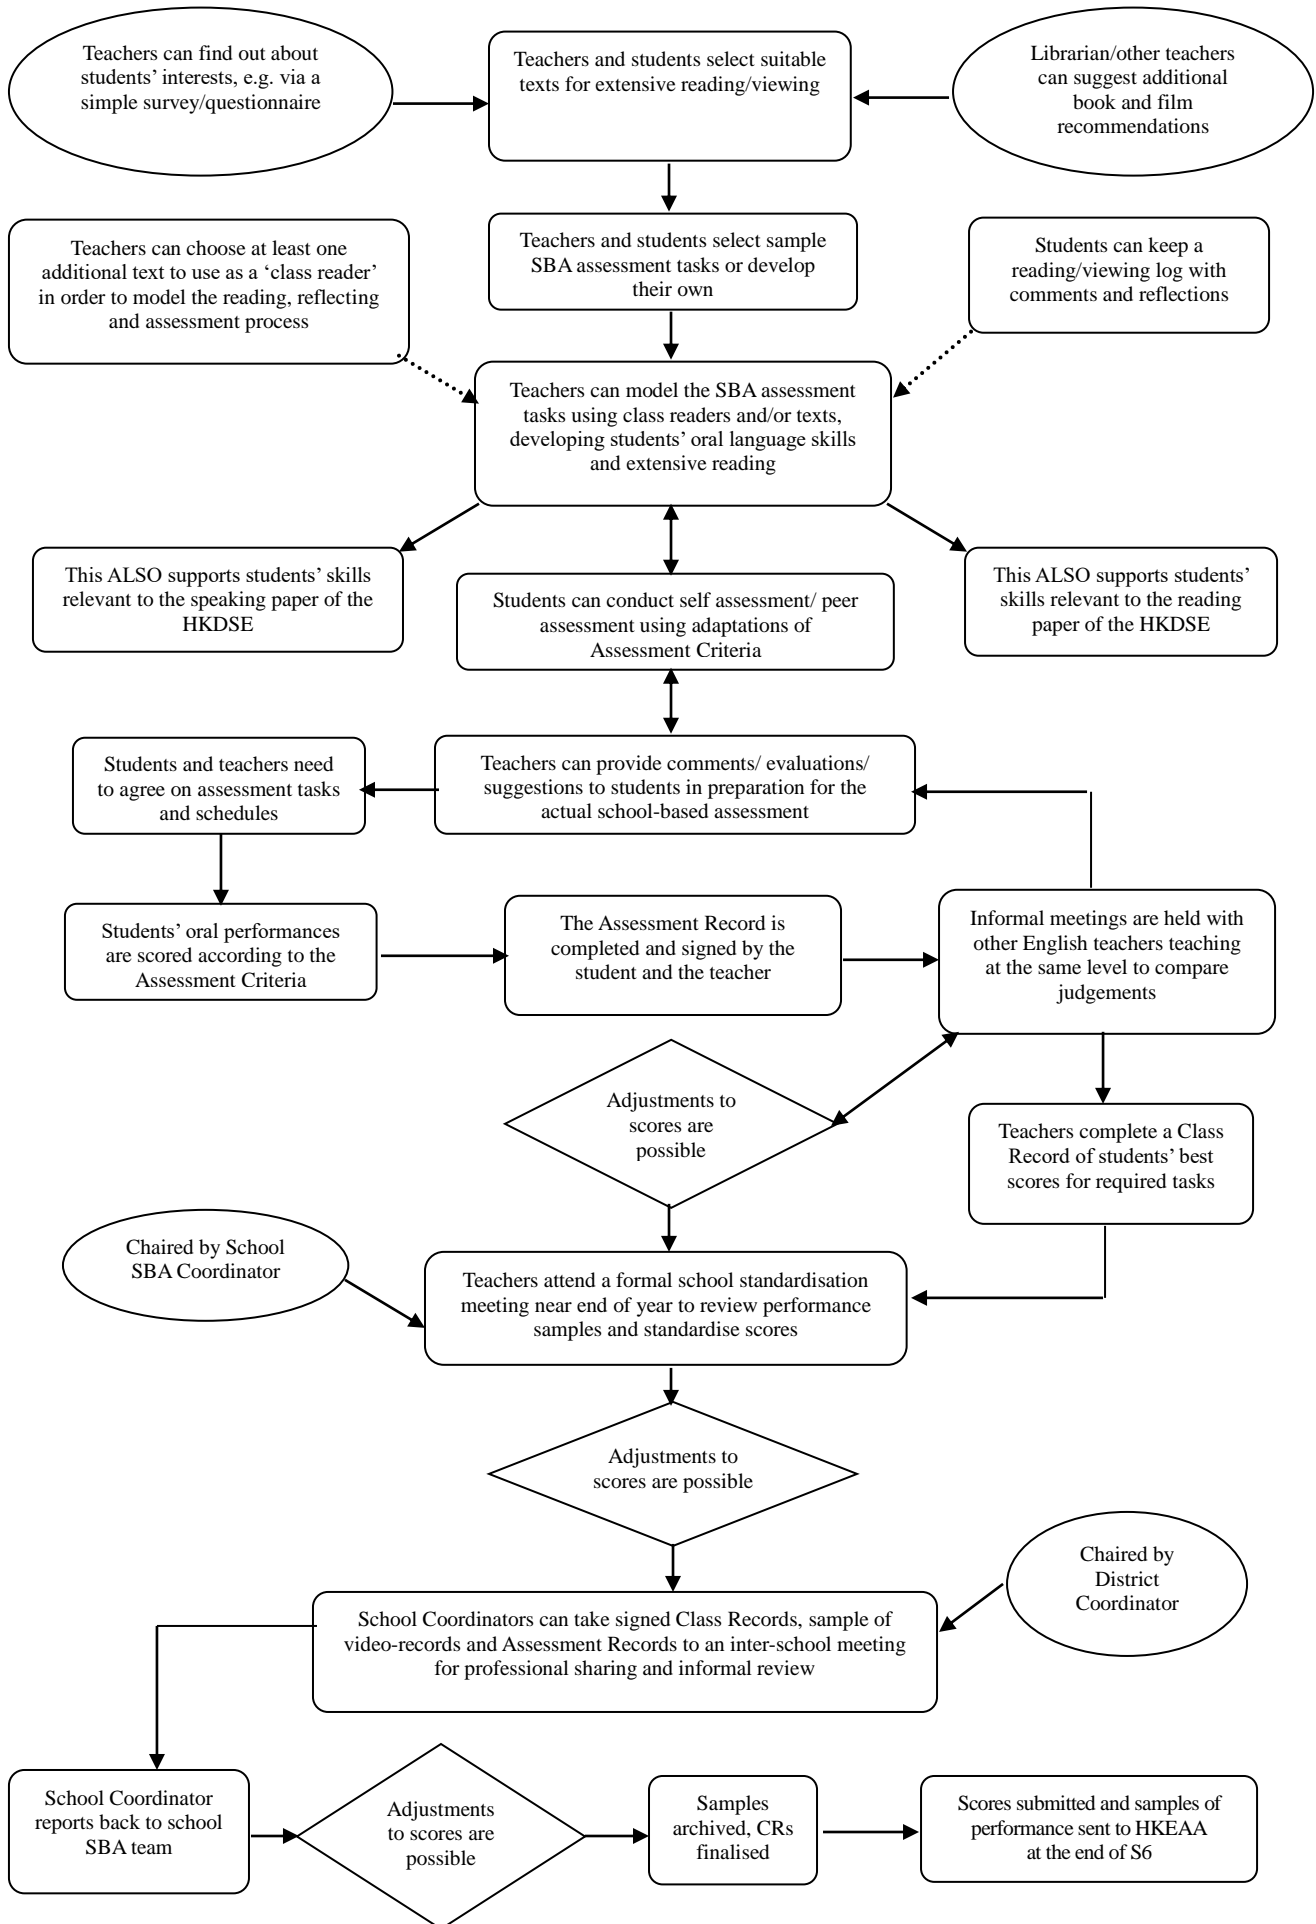 Teachers can find out about
students' interests, e.g. via a
simple survey/questionnaire
Teachers and students select suitable
texts for extensive reading/viewing
Librarian/other teachers
can suggest additional
book and film
recommendations
Teachers can choose at least one
additional text to use as a 'class reader'
in order to model the reading, reflecting
and assessment process
Teachers and students select sample
SBA assessment tasks or develop
their own
Students can keep a
reading/viewing log with
comments and reflections
Teachers can model the SBA assessment
tasks using class readers and/or texts,
developing students' oral language skills
and extensive reading
This ALSO supports students' skills
relevant to the speaking paper of the
HKDSE
Students can conduct self assessment/ peer
assessment using adaptations of
Assessment Criteria
This ALSO supports students'
skills relevant to the reading
paper of the HKDSE
Students and teachers need
to agree on assessment tasks
and schedules
Teachers can provide comments/ evaluations/
suggestions to students in preparation for the
actual school-based assessment
Students' oral performances
are scored according to the
Assessment Criteria
The Assessment Record is
completed and signed by the
student and the teacher
Informal meetings are held with
other English teachers teaching
at the same level to compare
judgements
Adjustments to
scores are
possible
Teachers complete a Class
Record of students' best
scores for required tasks
Chaired by School
SBA Coordinator
Teachers attend a formal school standardisation
meeting near end of year to review performance
samples and standardise scores
Adjustments to
scores are possible
Chaired by
District
Coordinator
School Coordinators can take signed Class Records, sample of
video-records and Assessment Records to an inter-school meeting
for professional sharing and informal review
School Coordinator
reports back to school
SBA team
Adjustments
to scores are
possible
Samples
archived, CRs
finalised
Scores submitted and samples of
performance sent to HKEAA
at the end of S6